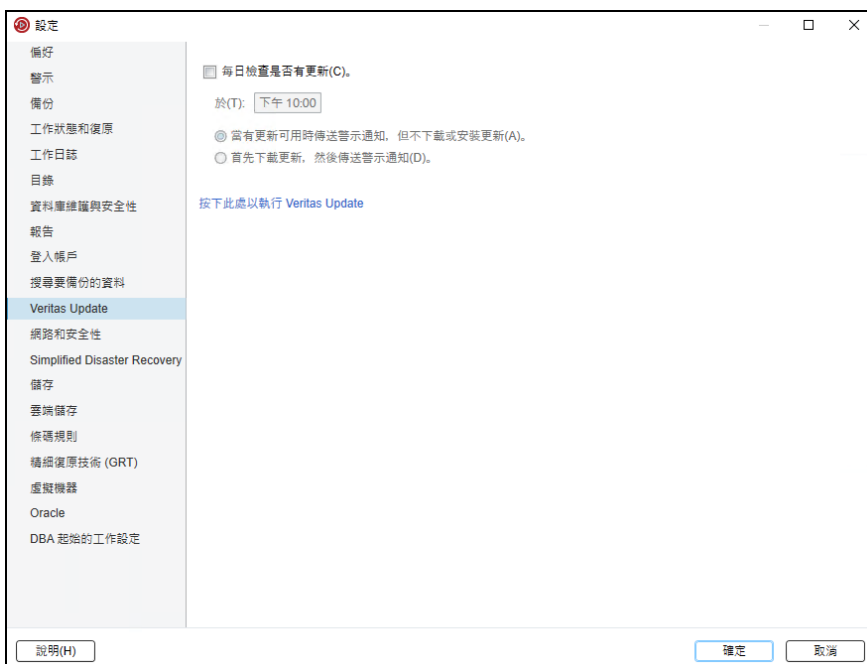 設定
偏好
警示
備份
工作狀態和復原
工作日誌
目錄
資料庫維護與安全性
報告
登入帳戶
搜尋要備份的資料
Veritas Update
網路和安全性
Simplified Disaster Recovery
儲存
雲端儲存
條碼規則
精細復原技術 (GRT)
虛擬機器
Oracle
DBA 起始的工作設定
每日檢查是否有更新(C)。
於(T): 下午 10:00
當有更新可用時傳送警示通知，但不下載或安裝更新(A)。
首先下載更新，然後傳送警示通知(D)。
按下此處以執行 Veritas Update
說明(H)
確定
取消